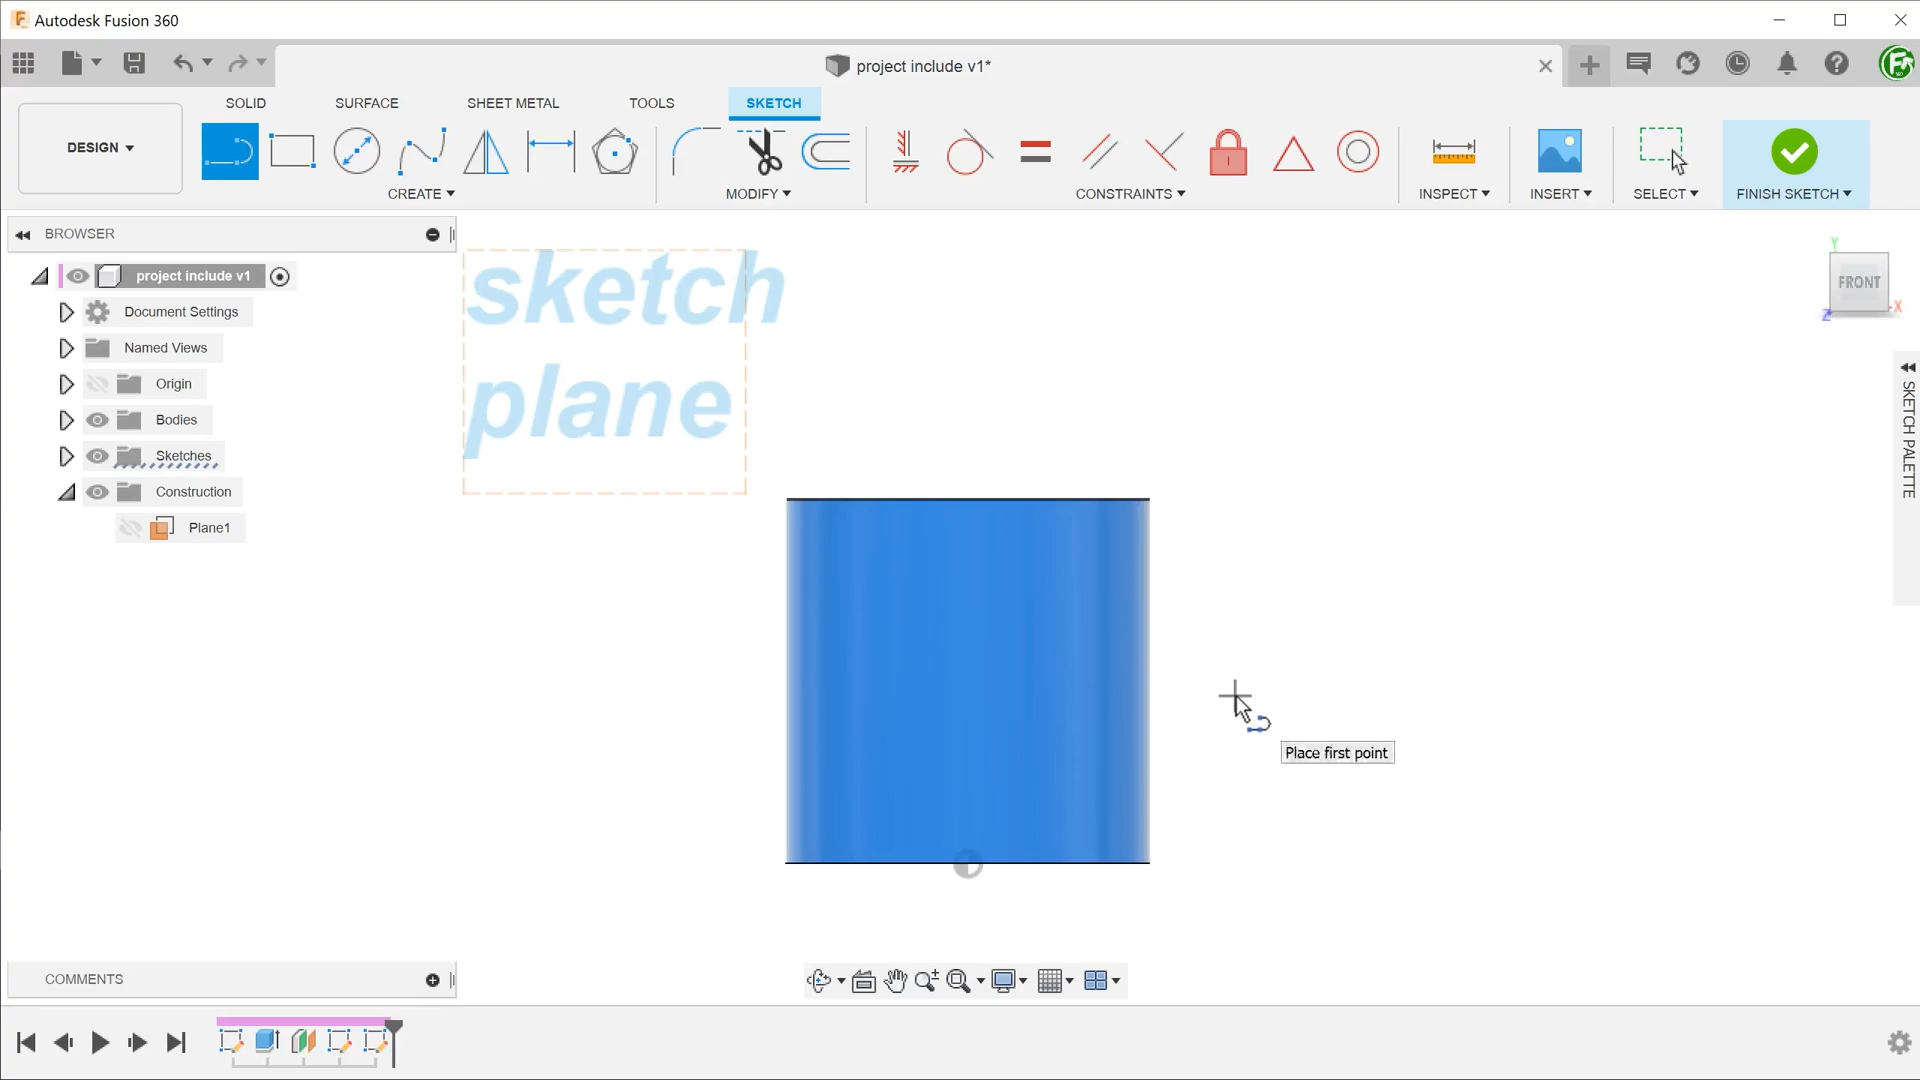 Autodesk Fusion 360
project include v1*
SOLID
SURFACE
SHEET METAL
TOOLS
SKETCH
DESIGN
CREATE
MODIFY
CONSTRAINTS
INSPECT
INSERT
SELECT
FINISH SKETCH
BROWSER
project include v1
Document Settings
Named Views
Origin
Bodies
Sketches
Construction
Plane1
sketch
plane
Y
FRONT
X
Z
SKETCH PALETTE
Place first point
COMMENTS